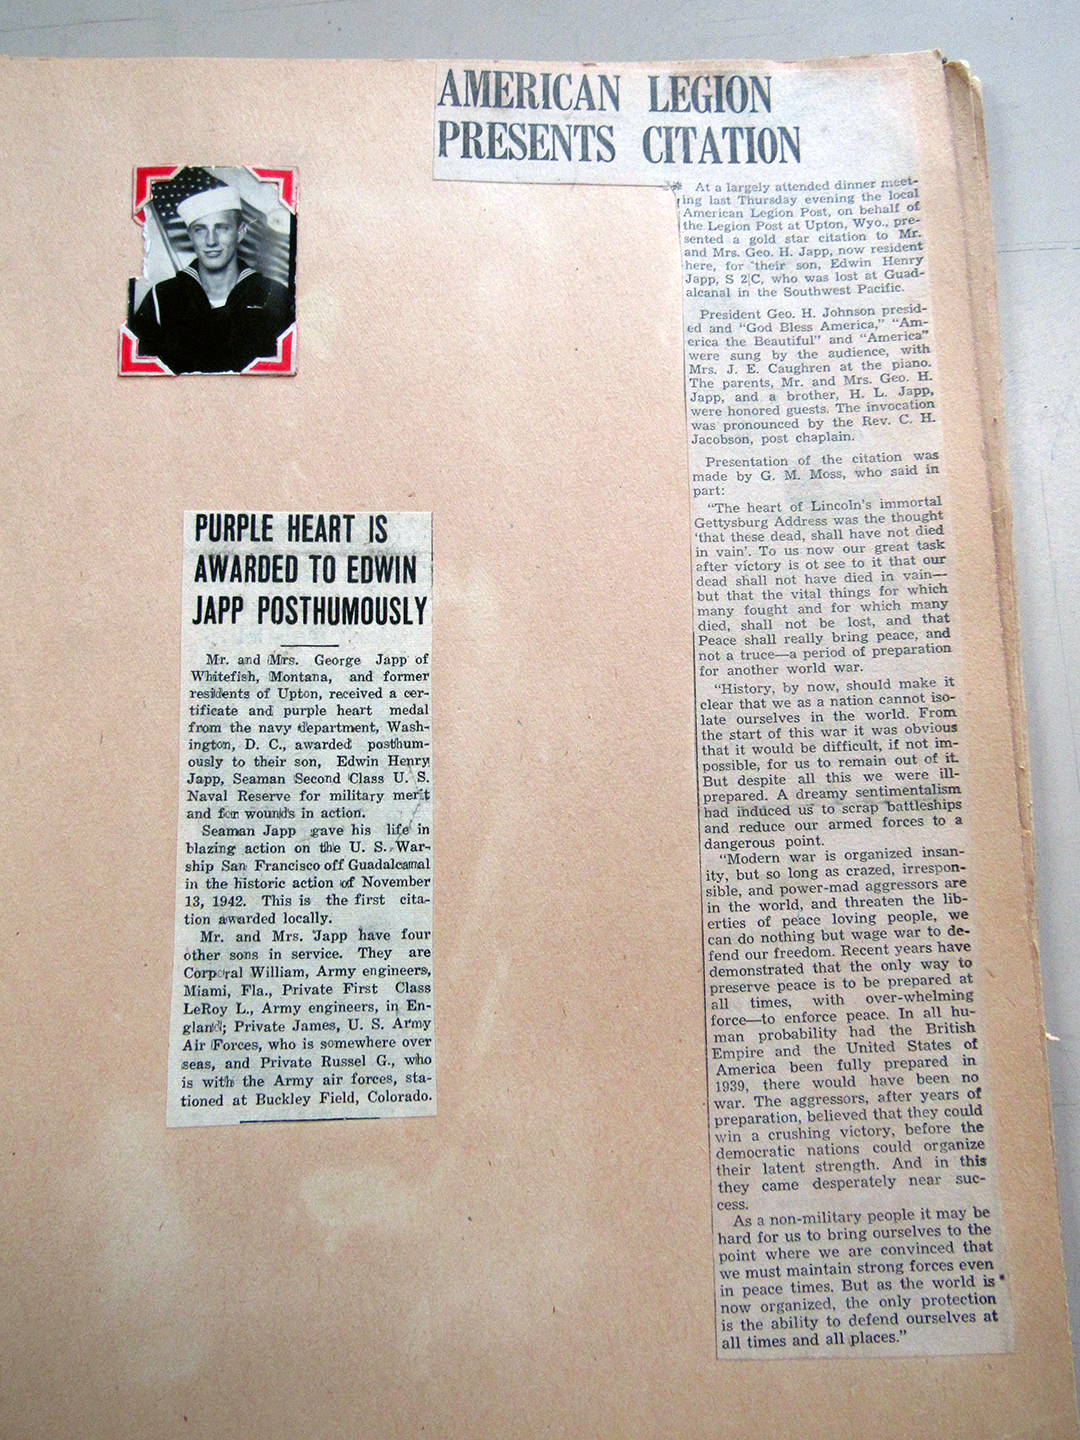 AMERICAN LEGION
PRESENTS CITATION
At a largely attended dinner meet-
ing last Thursday evening the local
American Legion Post, on behalf of
the Legion Post at Upton, Wyo., pre-
sented a gold star citation to Mr.
and Mrs. Geo. H. Japp, now resident
here, for their son, Edwin Henry
Japp, S 2|C, who was lost at Guad-
alcanal in the Southwest Pacific.
President Geo. H. Johnson presid-
ed and “God Bless America,” “Am-
erica the Beautiful” and “America”
were sung by the audience, with
Mrs. J. E. Caughren at the piano.
The parents, Mr. and Mrs. Geo. H.
Japp, and a brother, H. L. Japp,
were honored guests. The invocation
was pronounced by the Rev. C. H.
Jacobson, post chaplain.
Presentation of the citation was
made by G. M. Moss, who said in
part:
“The heart of Lincoln’s immortal
Gettysburg Address was the thought
‘that these dead, shall have not died
in vain’. To us now our great task
after victory is ot see to it that our
dead shall not have died in vain—
but that the vital things for which
many fought and for which many
died, shall not be lost, and that
Peace shall really bring peace, and
not a truce—a period of preparation
for another world war.
“History, by now, should make it
clear that we as a nation cannot iso-
late ourselves in the world. From
the start of this war it was obvious
that it would be difficult, if not im-
possible, for us to remain out of it.
But despite all this we were ill-
prepared. A dreamy sentimentalism
had induced us to scrap battleships
and reduce our armed forces to a
dangerous point.
“Modern war is organized insan-
ity, but so long as crazed, irrespon-
sible, and power-mad aggressors are
in the world, and threaten the lib-
erties of peace loving people, we
can do nothing but wage war to de-
fend our freedom. Recent years have
demonstrated that the only way to
preserve peace is to be prepared at
all times, with over-whelming
force—to enforce peace. In all hu-
man probability had the British
Empire and the United States of
America been fully prepared in
1939, there would have been no
war. The aggressors, after years of
preparation, believed that they could
win a crushing victory, before the
democratic nations could organize
their latent strength. And in this
they came desperately near suc-
cess.
As a non-military people it may be
hard for us to bring ourselves to the
point where we are convinced that
we must maintain strong forces even
in peace times. But as the world is
now organized, the only protection
is the ability to defend ourselves at
all times and all places.”
PURPLE HEART IS
AWARDED TO EDWIN
JAPP POSTHUMOUSLY
Mr. and Mrs. George Japp of
Whitefish, Montana, and former
residents of Upton, received a cer-
tificate and purple heart medal
from the navy department, Wash-
ington, D. C., awarded posthum-
ously to their son, Edwin Henry
Japp, Seaman Second Class U. S.
Naval Reserve for military merit
and for wounds in action.
Seaman Japp gave his life in
blazing action on the U. S. War-
ship San Francisco off Guadalcanal
in the historic action of November
13, 1942. This is the first cita-
tion awarded locally.
Mr. and Mrs. Japp have four
other sons in service. They are
Corporal William, Army engineers,
Miami, Fla., Private First Class
LeRoy L., Army engineers, in En-
gland; Private James, U. S. Army
Air Forces, who is somewhere over
seas, and Private Russel G., who
is with the Army air forces, sta-
tioned at Buckley Field, Colorado.